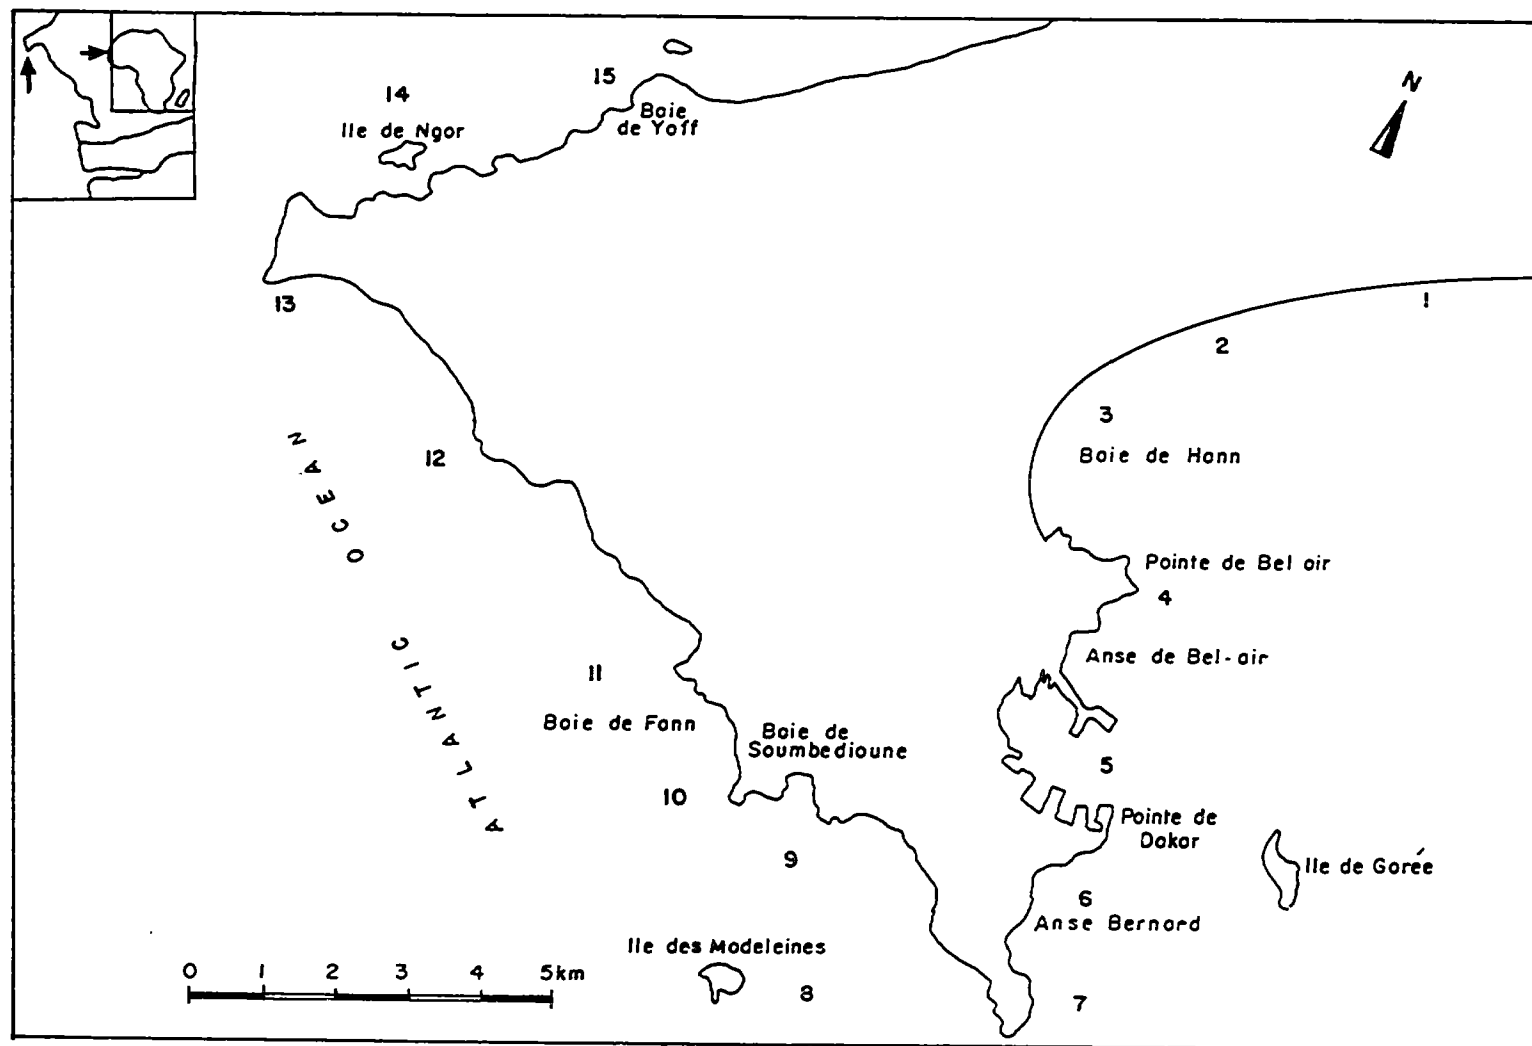 N
15
14
Baie
de Yoff
Ile de Ngor
13
1
2
3
12
Baie de Hann
Pointe de Bel air
4
Anse de Bel-air
11
Baie de Fann
Baie de
Soumbedioune
5
10
Pointe de
Dakar
9
Ile de Gorée
6
Anse Bernard
Ile des Madeleines
8
7
ATLANTIC OCEAN
0 1 2 3 4 5km